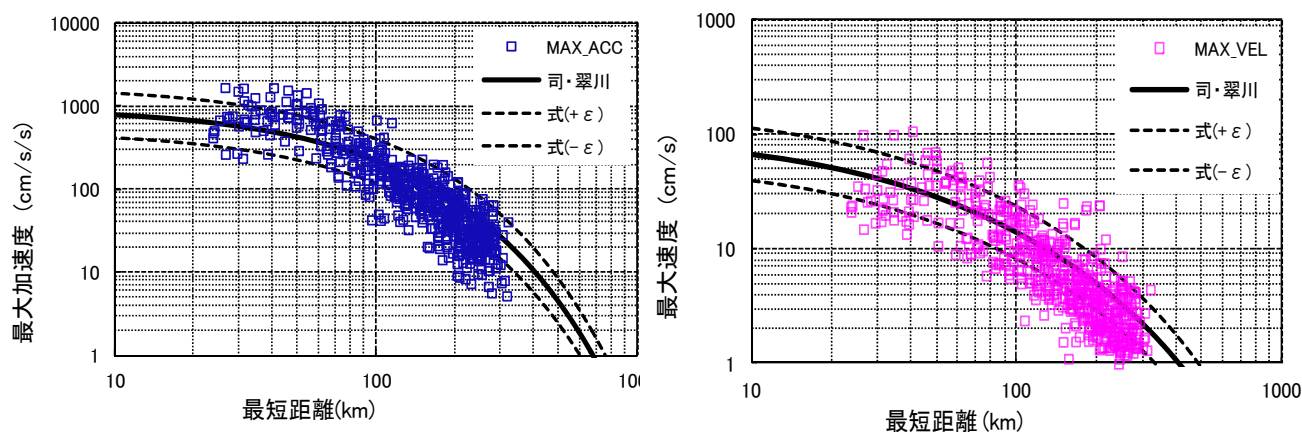 10000
1000
100
10
1
最大加速度 (cm/s/s)
MAX_ACC
司・翠川
式(+ε)
式(-ε)
10
100
100
最短距離(km)
1000
100
10
1
最大速度 (cm/s)
MAX_VEL
司・翠川
式(+ε)
式(-ε)
10
100
1000
最短距離(km)